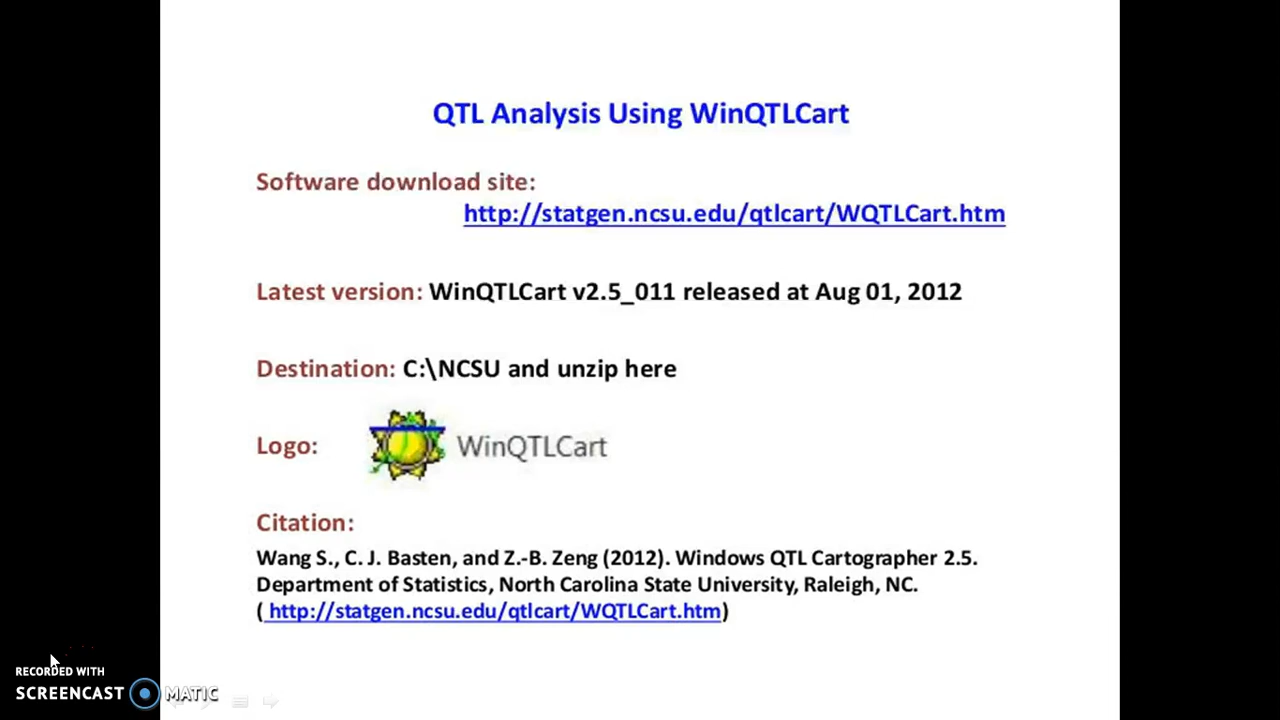 QTL Analysis Using WinQTLCart
Software download site:
http://statgen.ncsu.edu/qtlcart/WQTLCart.htm
Latest version: WinQTLCart v2.5_011 released at Aug 01, 2012
Destination: C:\NCSU and unzip here
Logo: WinQTLCart
Citation:
Wang S., C. J. Basten, and Z.-B. Zeng (2012). Windows QTL Cartographer 2.5.
Department of Statistics, North Carolina State University, Raleigh, NC.
( http://statgen.ncsu.edu/qtlcart/WQTLCart.htm)
RECORDED WITH
SCREENCAST MATIC